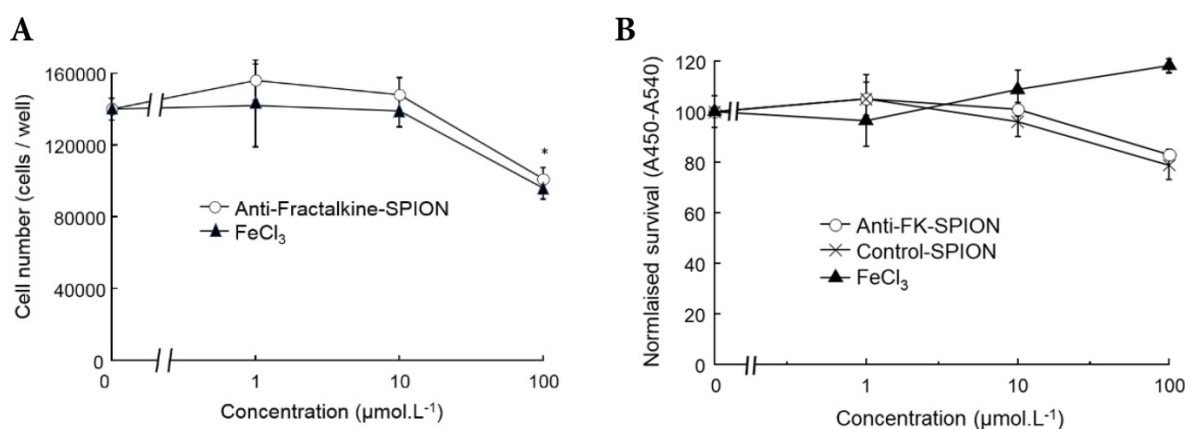 A
Cell number (cells / well)
160000
120000
80000
40000
0
*
Anti-Fractalkine-SPION
FeCl₃
0 1 10 100
Concentration (µmol.L⁻¹)
B
Normlaised survival (A450-A540)
120
100
80
60
40
20
0
Anti-FK-SPION
Control-SPION
FeCl₃
0 1 10 100
Concentration (µmol.L⁻¹)